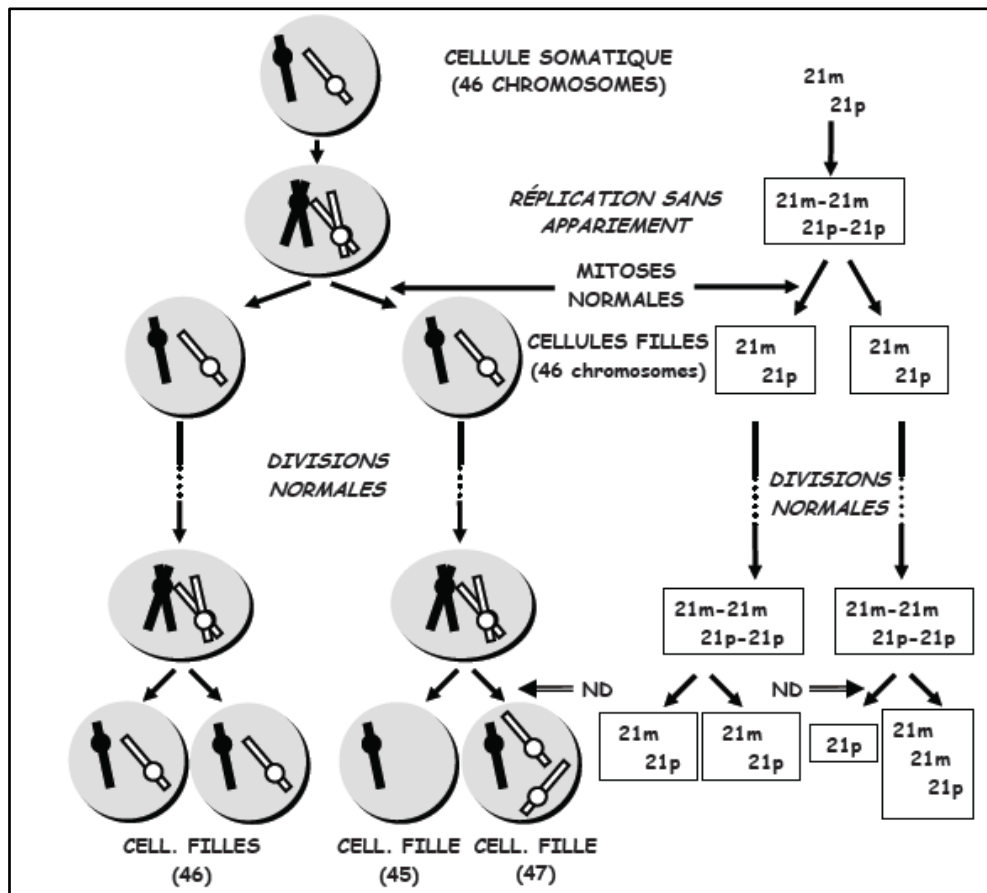 CELLULE SOMATIQUE
(46 CHROMOSOMES)
21m
21p
RÉPLICATION SANS
APPARIEMENT
21m-21m
21p-21p
MITOSES
NORMALES
CELLULES FILLES
(46 chromosomes)
21m
21p
21m
21p
DIVISIONS
NORMALES
DIVISIONS
NORMALES
21m-21m
21p-21p
21m-21m
21p-21p
ND
ND
21m
21p
21m
21p
21p
21m
21m
21p
CELL. FILLES
(46)
CELL. FILLE
(45)
CELL. FILLE
(47)